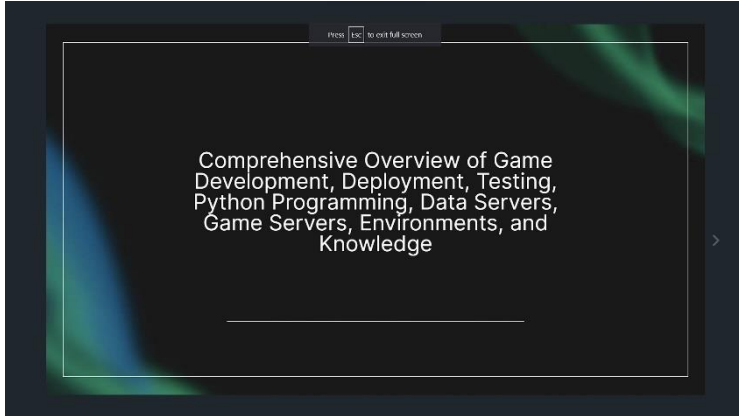 Press Esc to exit full screen
Comprehensive Overview of Game
Development, Deployment, Testing,
Python Programming, Data Servers,
Game Servers, Environments, and
Knowledge